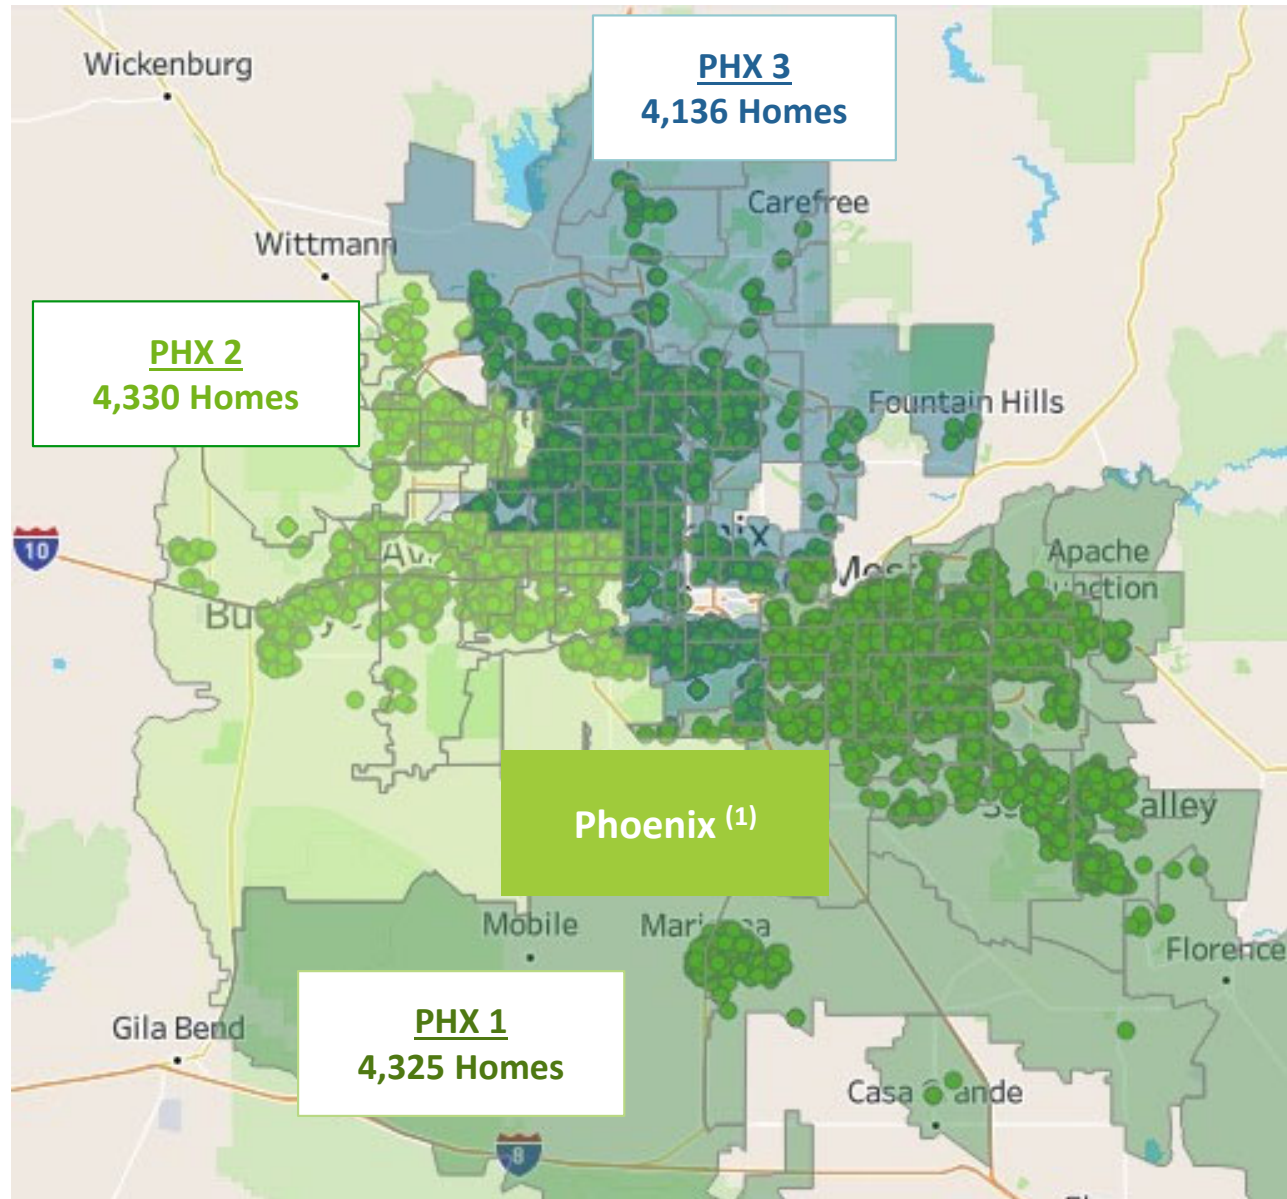 Wickenburg
PHX 3
4,136 Homes
Carefree
Wittmann
PHX 2
4,330 Homes
Fountain Hills
10
Apache
Phoenix (1)
Mobile
Florence
PHX 1
4,325 Homes
Gila Bend
8